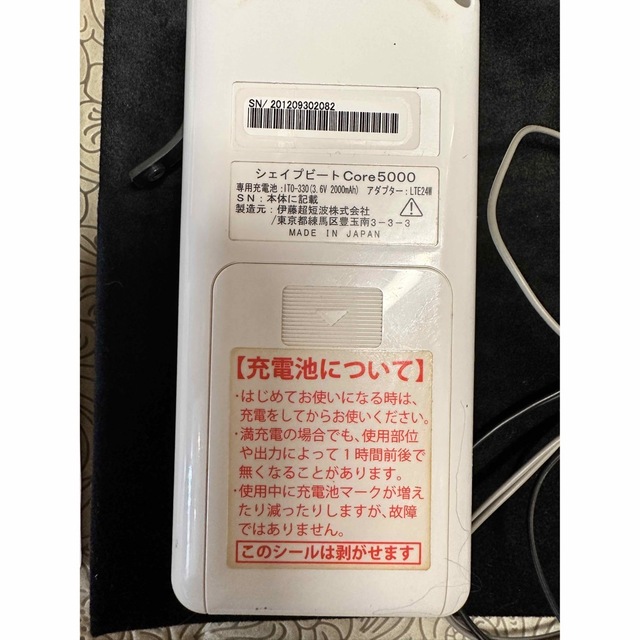 SN/201209302082
シェイプビートCore5000
専用充電池:ITO-330(3.6V 2000mAh) アダプター:LTE24W
SN:本体に記載
製造元:伊藤超短波株式会社
/東京都練馬区豊玉南3-3-3
MADE IN JAPAN
【充電池について】
・はじめてお使いになる時は、
充電をしてからお使いください。
・満充電の場合でも、使用部位
や出力によって1時間前後で
無くなることがあります。
・使用中に充電池マークが増え
たり減ったりしますが、故障
ではありません。
このシールは剥がせます